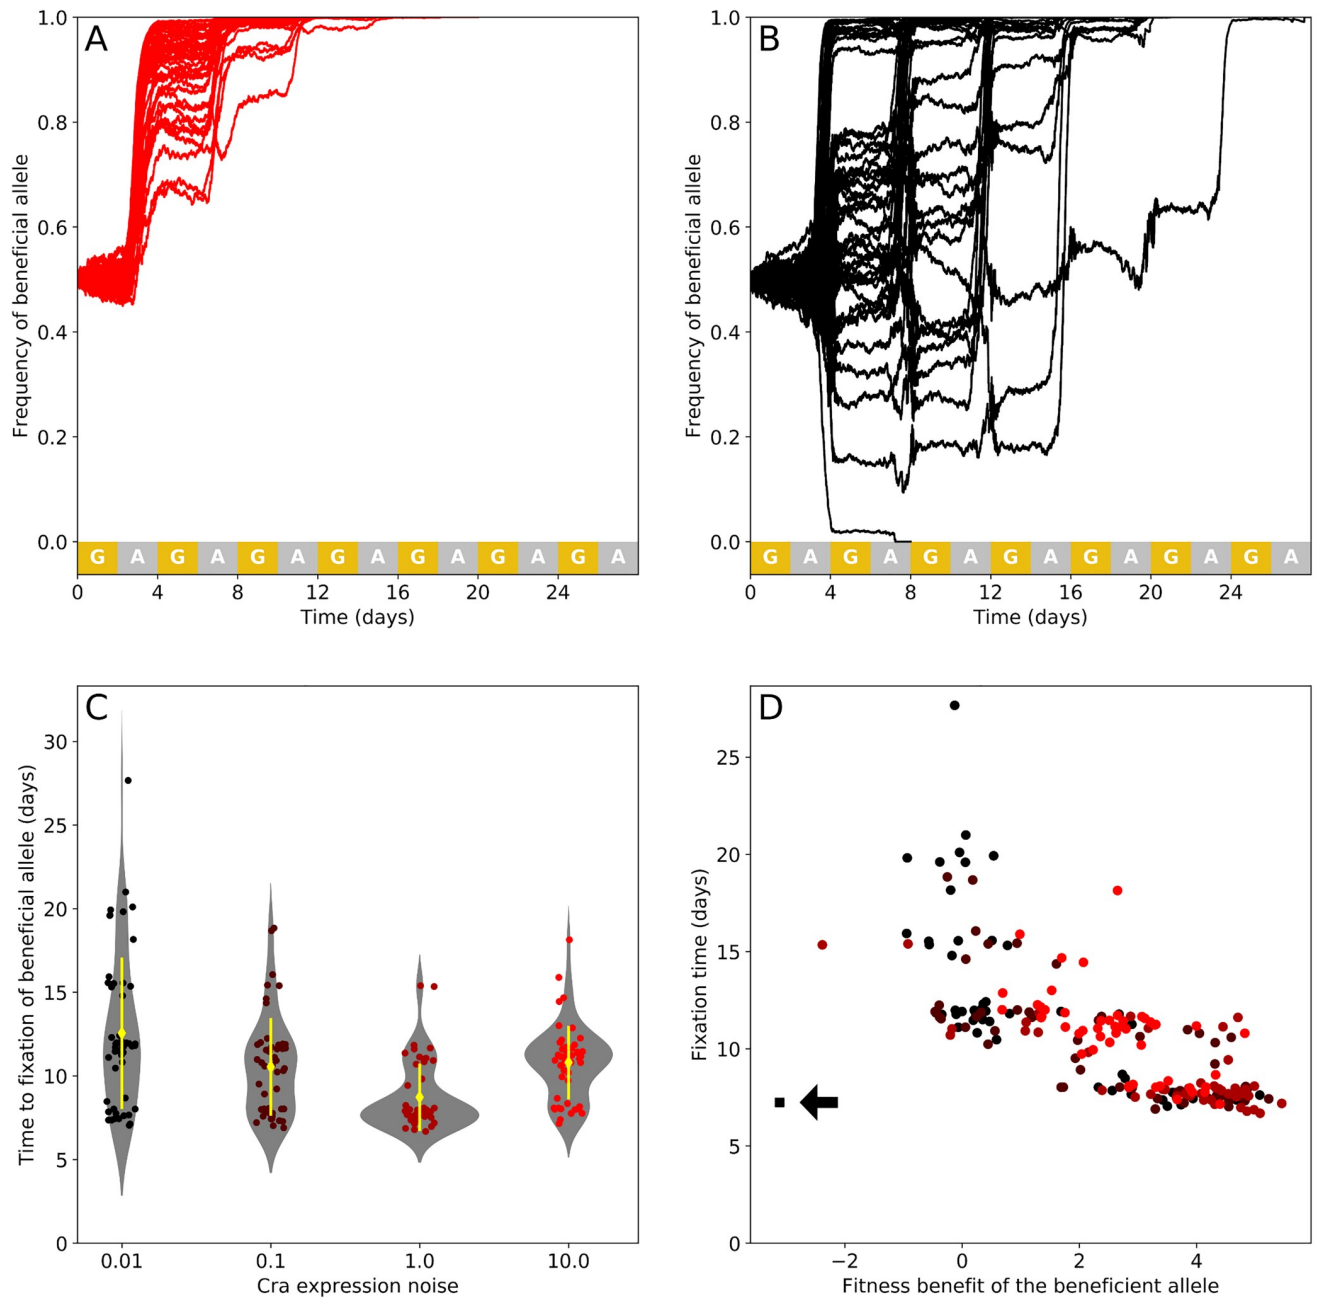 A
Frequency of beneficial allele
1.0
0.8
0.6
0.4
0.2
0.0
G A G A G A G A G A G A G A
0 4 8 12 16 20 24
Time (days)
B
Frequency of beneficial allele
1.0
0.8
0.6
0.4
0.2
0.0
G A G A G A G A G A G A G A
0 4 8 12 16 20 24
Time (days)
C
Time to fixation of beneficial allele (days)
30
25
20
15
10
5
0
0.01 0.1 1.0 10.0
Cra expression noise
D
Fixation time (days)
25
20
15
10
5
0
−2 0 2 4
Fitness benefit of the beneficient allele